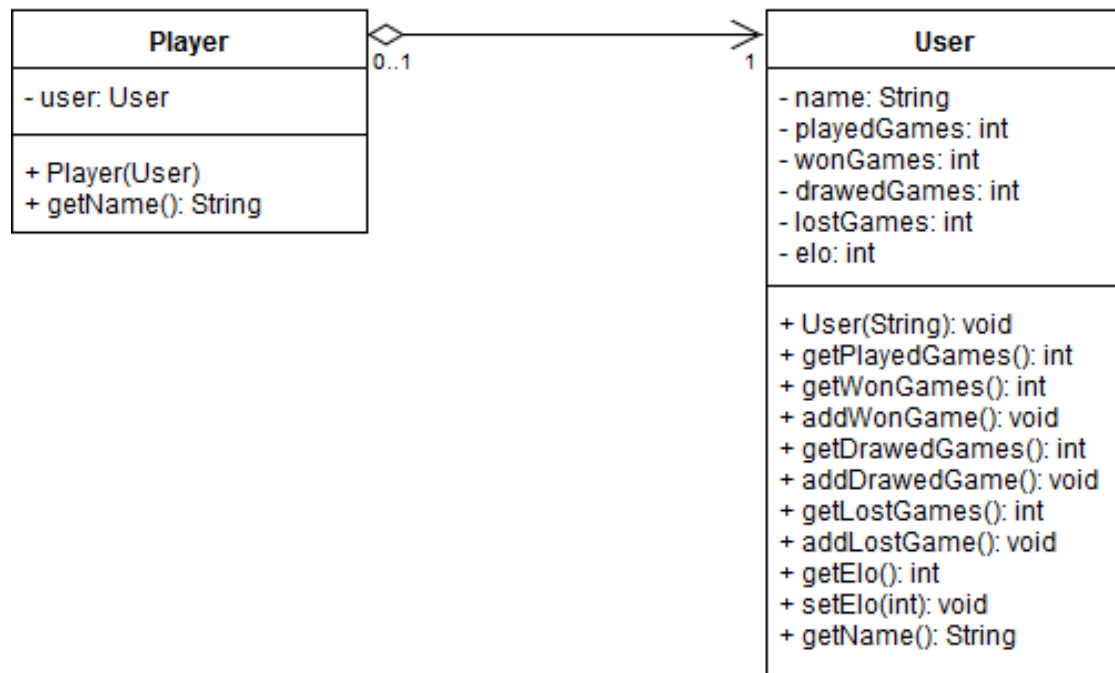 Player
- user: User
+ Player(User)
+ getName(): String
0..1
1
User
- name: String
- playedGames: int
- wonGames: int
- drawedGames: int
- lostGames: int
- elo: int
+ User(String): void
+ getPlayedGames(): int
+ getWonGames(): int
+ addWonGame(): void
+ getDrawedGames(): int
+ addDrawedGame(): void
+ getLostGames(): int
+ addLostGame(): void
+ getElo(): int
+ setElo(int): void
+ getName(): String